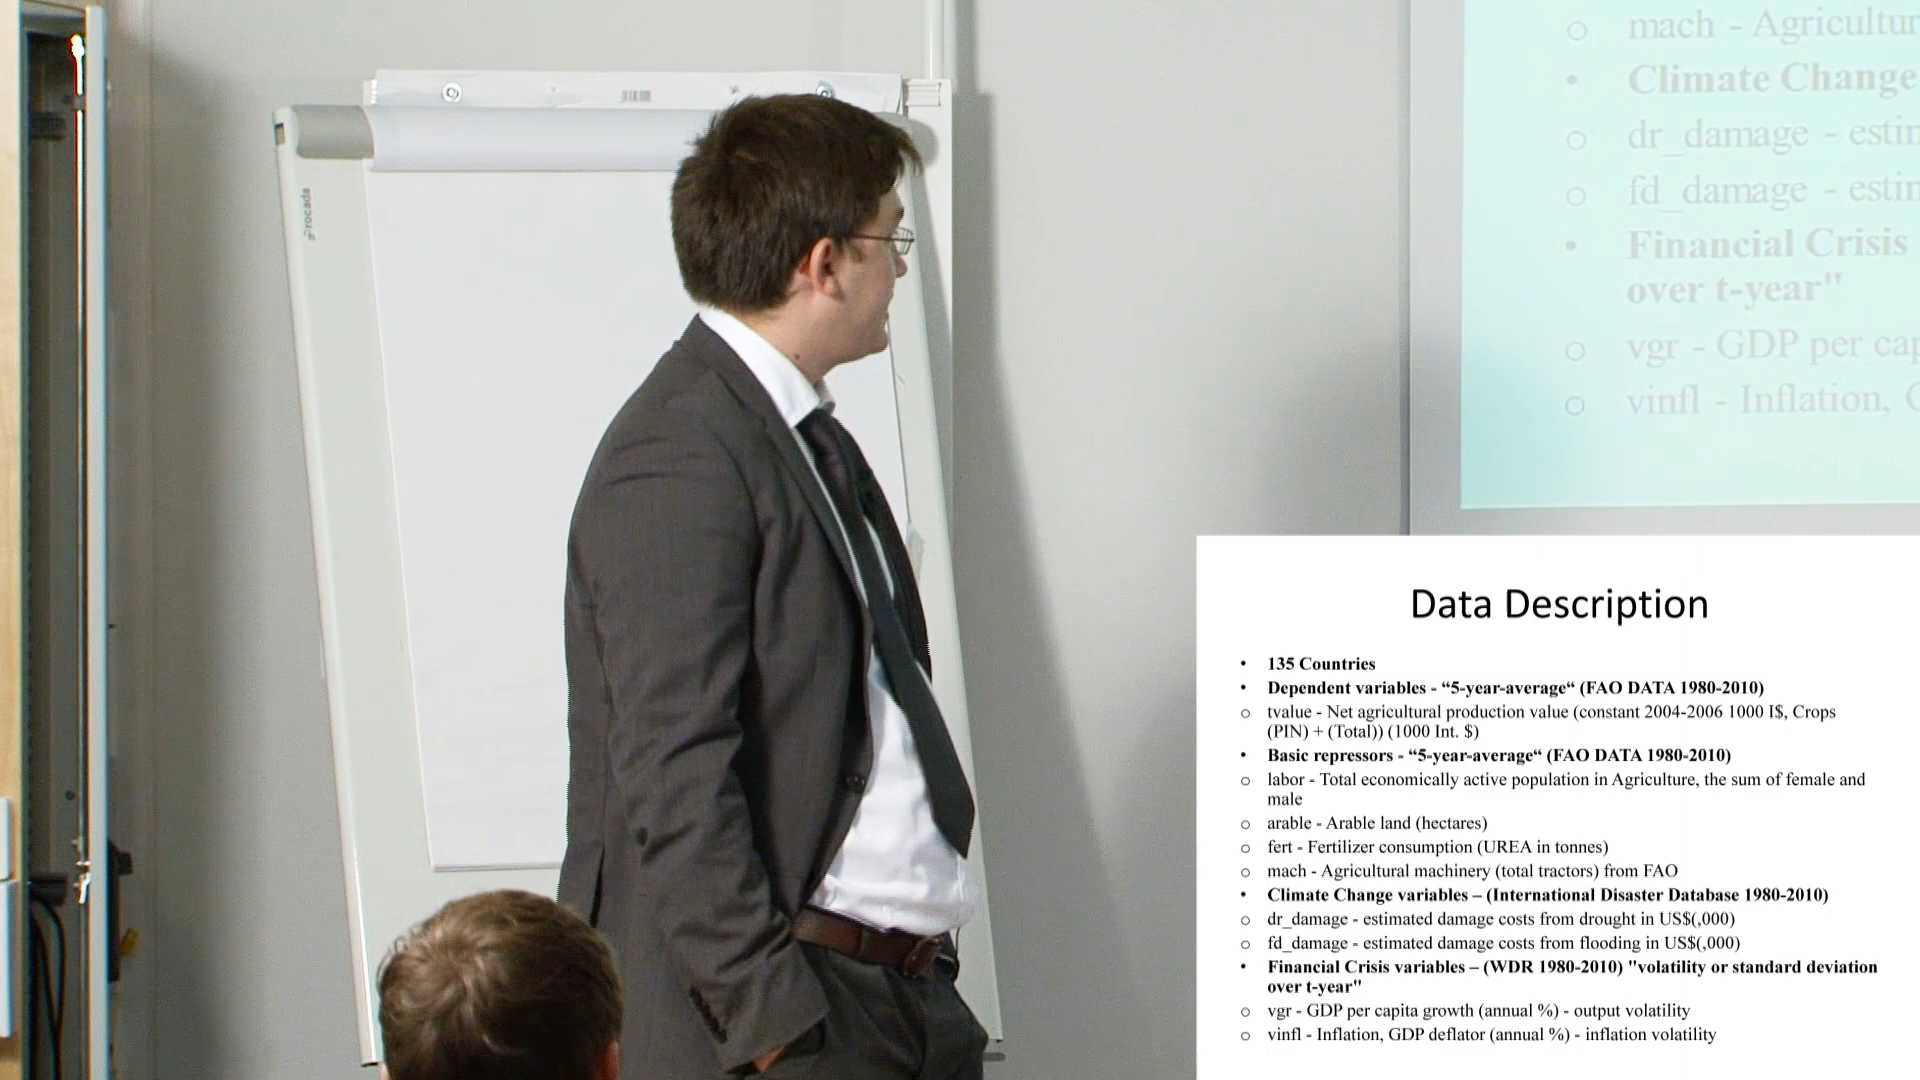 rocada
○ mach - Agricultur
• Climate Change
○ dr_damage - estin
○ fd_damage - estin
• Financial Crisis
over t-year"
○ vgr - GDP per cap
○ vinfl - Inflation,
Data Description
• 135 Countries
• Dependent variables - “5-year-average“ (FAO DATA 1980-2010)
○ tvalue - Net agricultural production value (constant 2004-2006 1000 I$, Crops
(PIN) + (Total)) (1000 Int. $)
• Basic repressors - “5-year-average“ (FAO DATA 1980-2010)
○ labor - Total economically active population in Agriculture, the sum of female and
male
○ arable - Arable land (hectares)
○ fert - Fertilizer consumption (UREA in tonnes)
○ mach - Agricultural machinery (total tractors) from FAO
• Climate Change variables – (International Disaster Database 1980-2010)
○ dr_damage - estimated damage costs from drought in US$(,000)
○ fd_damage - estimated damage costs from flooding in US$(,000)
• Financial Crisis variables – (WDR 1980-2010) "volatility or standard deviation
over t-year"
○ vgr - GDP per capita growth (annual %) - output volatility
○ vinfl - Inflation, GDP deflator (annual %) - inflation volatility